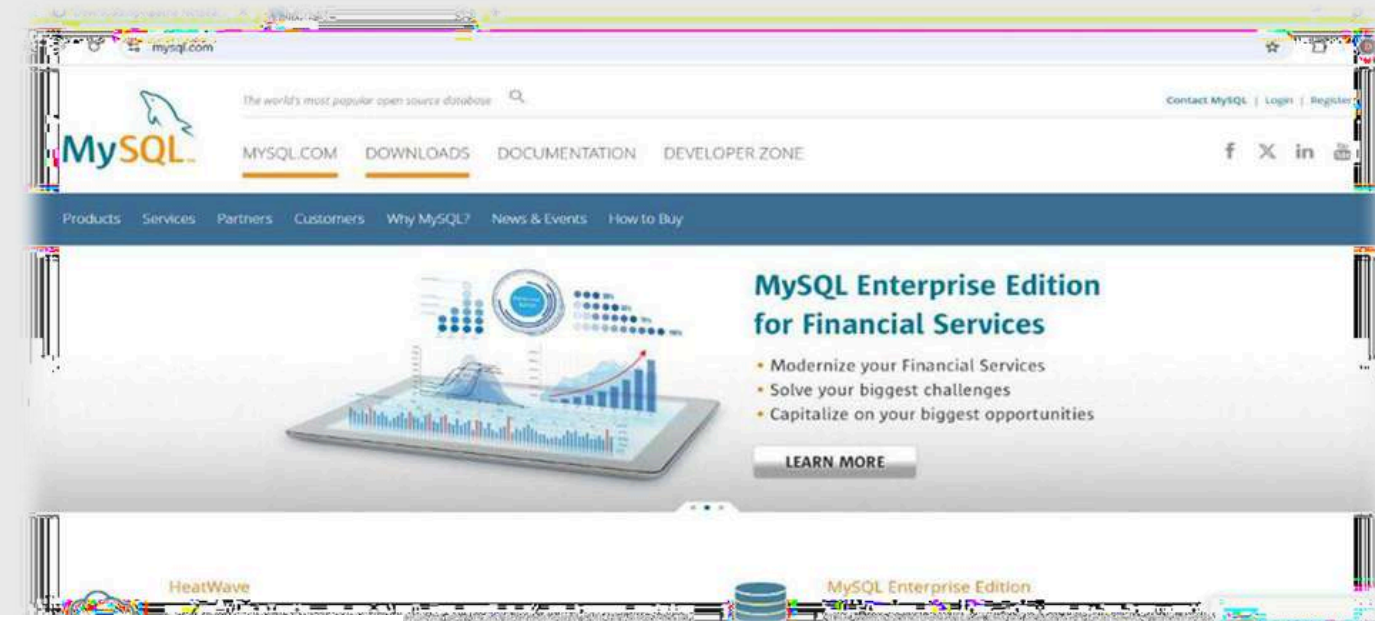 mysql.com
The world's most popular open source database
Contact MySQL | Login | Register
MySQL™
MYSQL.COM DOWNLOADS DOCUMENTATION DEVELOPER ZONE
Products Services Partners Customers Why MySQL? News & Events How to Buy
MySQL Enterprise Edition
for Financial Services
• Modernize your Financial Services
• Solve your biggest challenges
• Capitalize on your biggest opportunities
LEARN MORE
HeatWave
MySQL Enterprise Edition